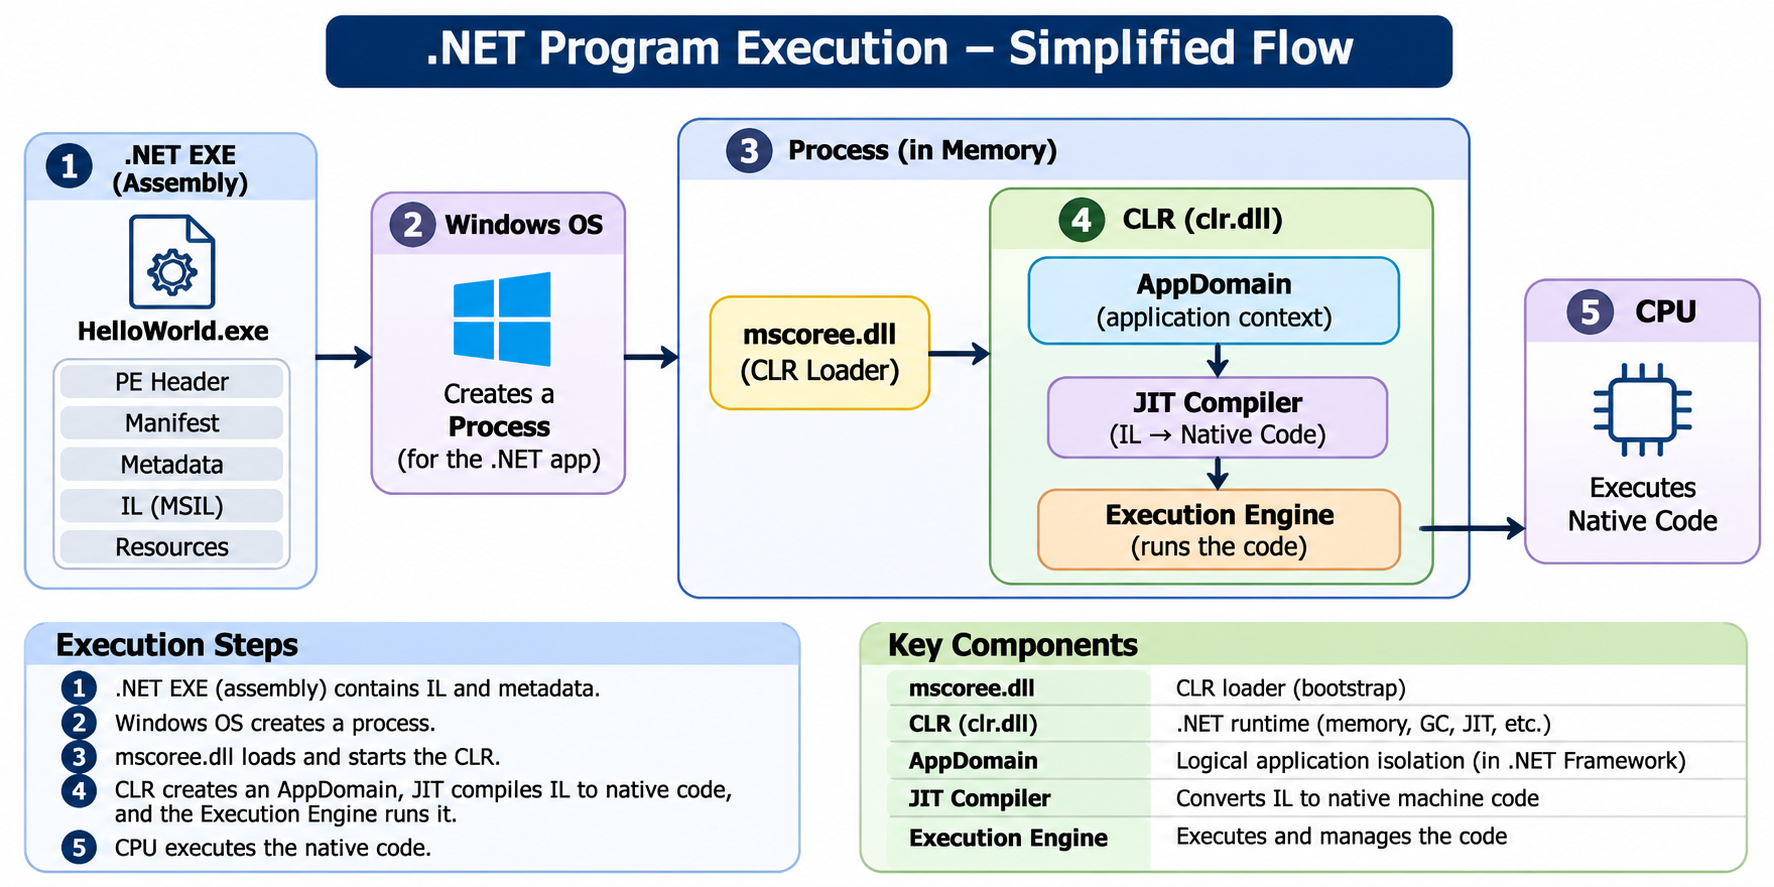 .NET Program Execution – Simplified Flow
1
.NET EXE
(Assembly)
HelloWorld.exe
PE Header
Manifest
Metadata
IL (MSIL)
Resources
2 Windows OS
Creates a
Process
(for the .NET app)
3 Process (in Memory)
mscoree.dll
(CLR Loader)
4 CLR (clr.dll)
AppDomain
(application context)
JIT Compiler
(IL → Native Code)
Execution Engine
(runs the code)
5 CPU
Executes
Native Code
Execution Steps
1 .NET EXE (assembly) contains IL and metadata.
2 Windows OS creates a process.
3 mscoree.dll loads and starts the CLR.
4 CLR creates an AppDomain, JIT compiles IL to native code,
and the Execution Engine runs it.
5 CPU executes the native code.
Key Components
mscoree.dll CLR loader (bootstrap)
CLR (clr.dll) .NET runtime (memory, GC, JIT, etc.)
AppDomain Logical application isolation (in .NET Framework)
JIT Compiler Converts IL to native machine code
Execution Engine Executes and manages the code